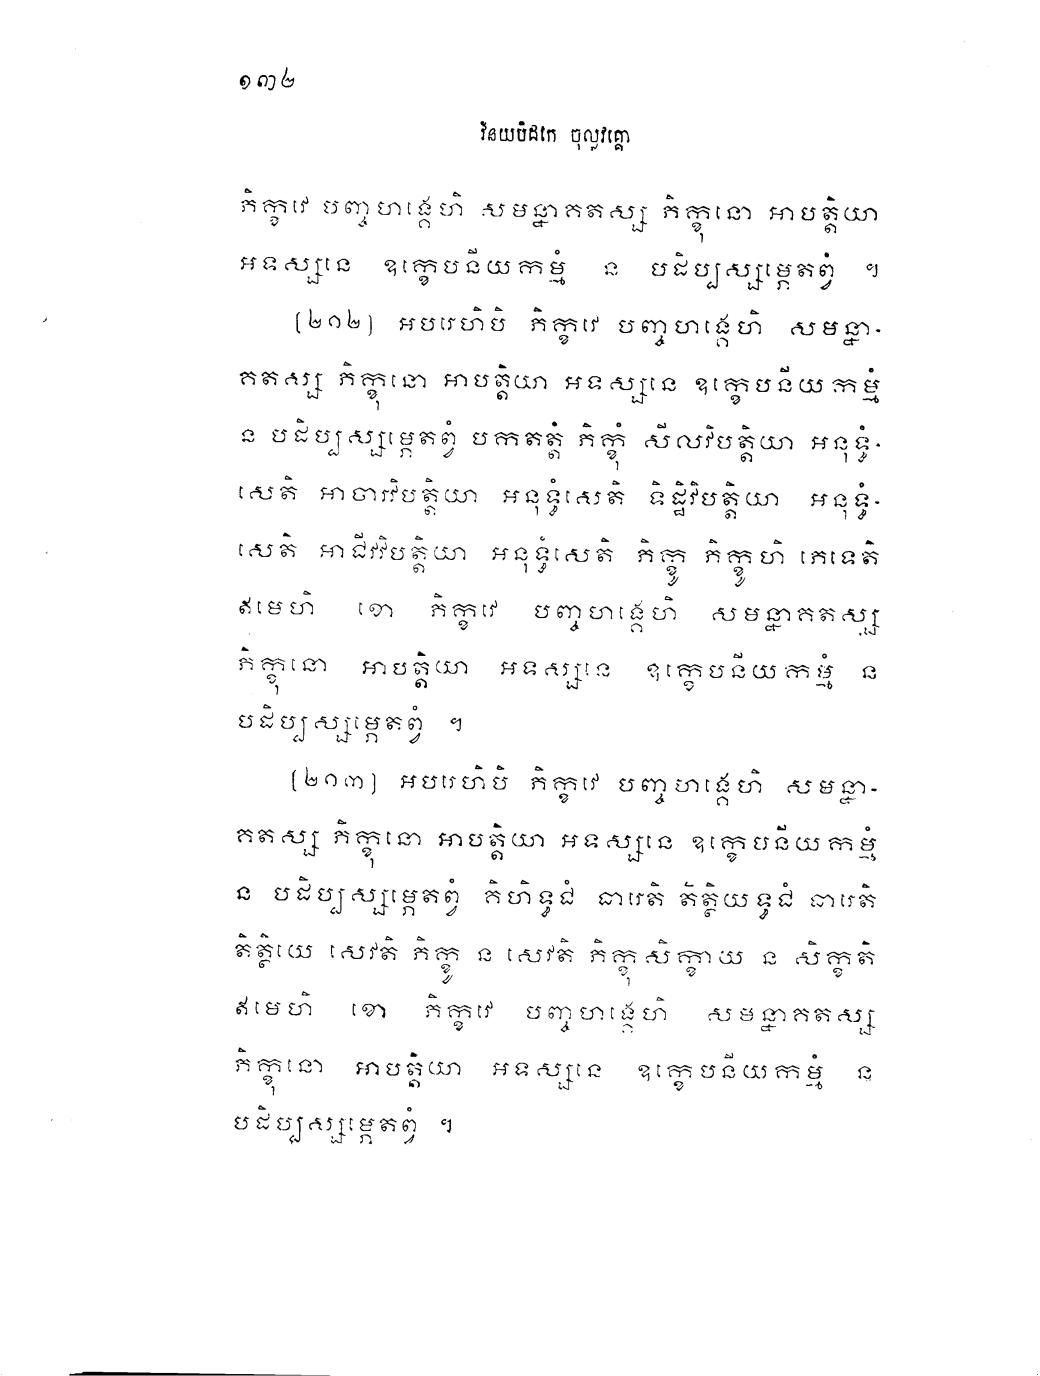 ១៣២
វិនយបិដកេ ចុល្លវគ្គោ
ភិក្ខវេ បញ្ចហង្គេហិ សមន្នាគតស្ស ភិក្ខុនោ អាបត្តិយា
អទស្សនេ ឧក្ខេបនីយកម្មំ ន បដិប្បស្សម្ភេតព្វំ ។
[២១២] អបរេហិបិ ភិក្ខវេ បញ្ចហង្គេហិ សមន្នា-
គតស្ស ភិក្ខុនោ អាបត្តិយា អទស្សនេ ឧក្ខេបនីយកម្មំ
ន បដិប្បស្សម្ភេតព្វំ បកតត្តំ ភិក្ខុំ សីលវិបត្តិយា អនុទ្ធំ-
សេតិ អាចារវិបត្តិយា អនុទ្ធំសេតិ ទិដ្ឋិវិបត្តិយា អនុទ្ធំ-
សេតិ អាជីវវិបត្តិយា អនុទ្ធំសេតិ ភិក្ខូ ភិក្ខូហិ ភេទេតិ
ឥមេហិ ខោ ភិក្ខវេ បញ្ចហង្គេហិ សមន្នាគតស្ស
ភិក្ខុនោ អាបត្តិយា អទស្សនេ ឧក្ខេបនីយកម្មំ ន
បដិប្បស្សម្ភេតព្វំ ។
[២១៣] អបរេហិបិ ភិក្ខវេ បញ្ចហង្គេហិ សមន្នា-
គតស្ស ភិក្ខុនោ អាបត្តិយា អទស្សនេ ឧក្ខេបនីយកម្មំ
ន បដិប្បស្សម្ភេតព្វំ គិហិទ្ធជំ ធារេតិ តិត្ថិយទ្ធជំ ធារេតិ
តិត្ថិយេ សេវតិ ភិក្ខូ ន សេវតិ ភិក្ខុសិក្ខាយ ន សិក្ខតិ
ឥមេហិ ខោ ភិក្ខវេ បញ្ចហង្គេហិ សមន្នាគតស្ស
ភិក្ខុនោ អាបត្តិយា អទស្សនេ ឧក្ខេបនីយកម្មំ ន
បដិប្បស្សម្ភេតព្វំ ។